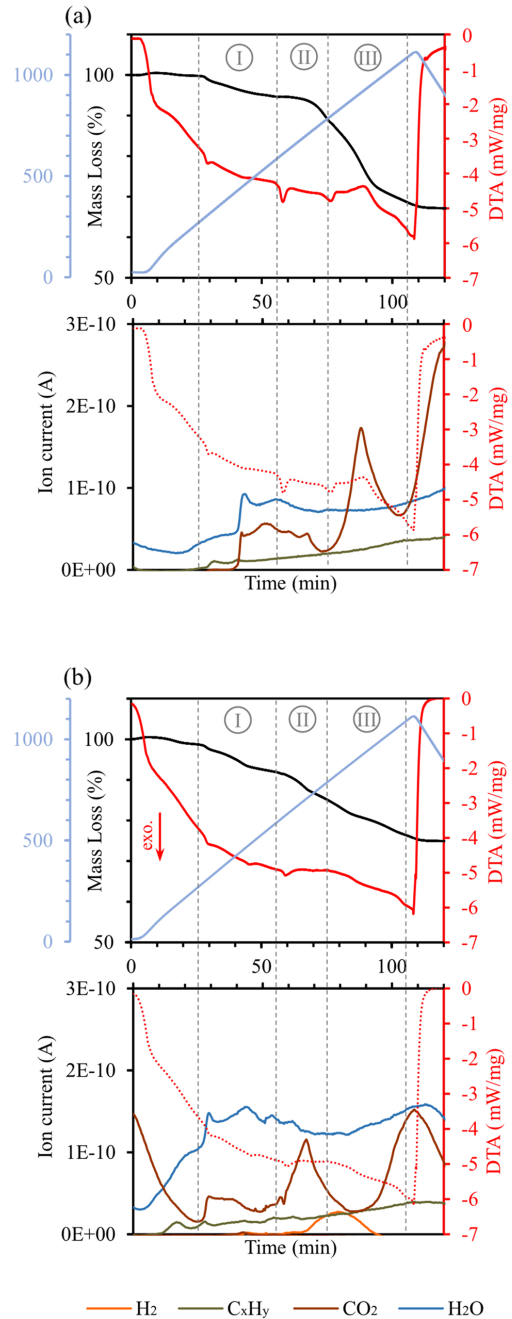 (a)
1000
500
0
Mass Loss (%)
100
50
I
II
III
0
-1
-2
-3
-4
-5
-6
-7
DTA (mW/mg)
0
50
100
3E-10
2E-10
1E-10
0E+00
Ion current (A)
0
-1
-2
-3
-4
-5
-6
-7
DTA (mW/mg)
Time (min)
(b)
1000
500
0
Mass Loss (%)
100
50
I
II
III
exo.
0
-1
-2
-3
-4
-5
-6
-7
DTA (mW/mg)
0
50
100
3E-10
2E-10
1E-10
0E+00
Ion current (A)
0
-1
-2
-3
-4
-5
-6
-7
DTA ( mW/mg)
Time (min)
H2 CxHy CO2 H2O